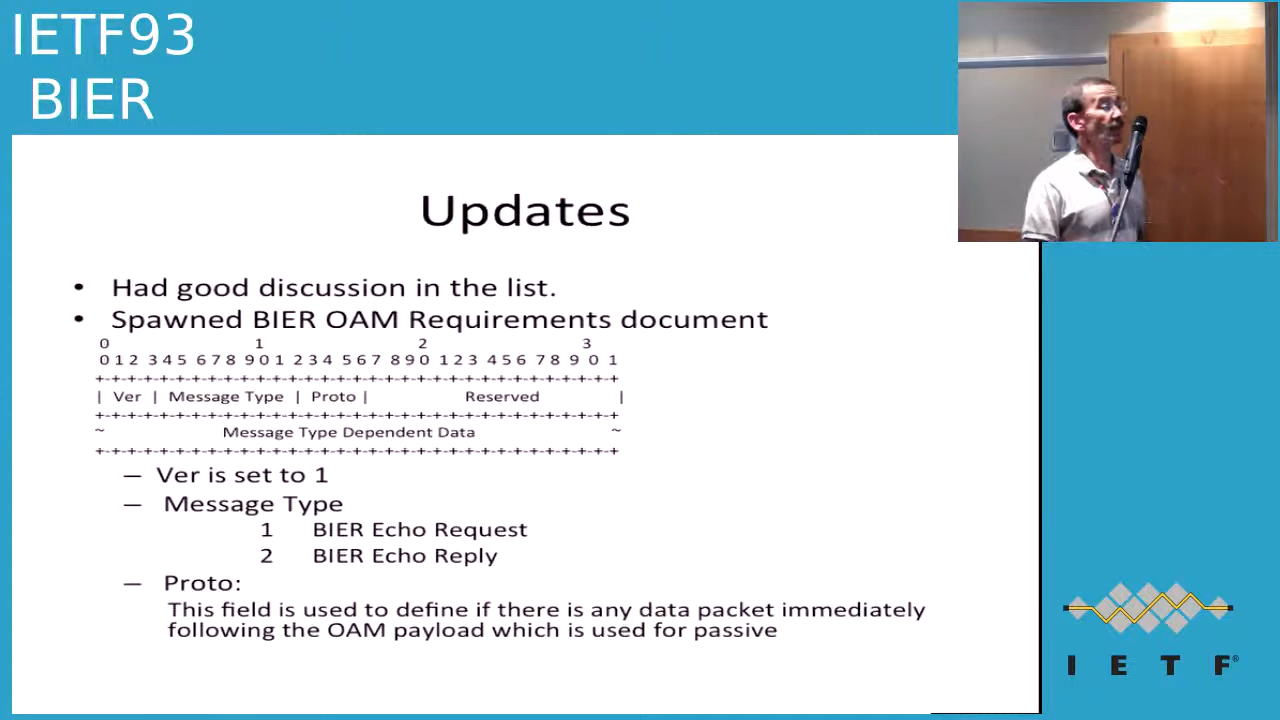 IETF93
BIER
Updates
• Had good discussion in the list.
• Spawned BIER OAM Requirements document
0 1 2 3
0 1 2 3 4 5 6 7 8 9 0 1 2 3 4 5 6 7 8 9 0 1 2 3 4 5 6 7 8 9 0 1
+-+-+-+-+-+-+-+-+-+-+-+-+-+-+-+-+-+-+-+-+-+-+-+-+-+-+-+-+-+-+-+-+
| Ver | Message Type | Proto | Reserved |
+-+-+-+-+-+-+-+-+-+-+-+-+-+-+-+-+-+-+-+-+-+-+-+-+-+-+-+-+-+-+-+-+
~ Message Type Dependent Data ~
+-+-+-+-+-+-+-+-+-+-+-+-+-+-+-+-+-+-+-+-+-+-+-+-+-+-+-+-+-+-+-+-+
– Ver is set to 1
– Message Type
1 BIER Echo Request
2 BIER Echo Reply
– Proto:
This field is used to define if there is any data packet immediately
following the OAM payload which is used for passive
I E T F®